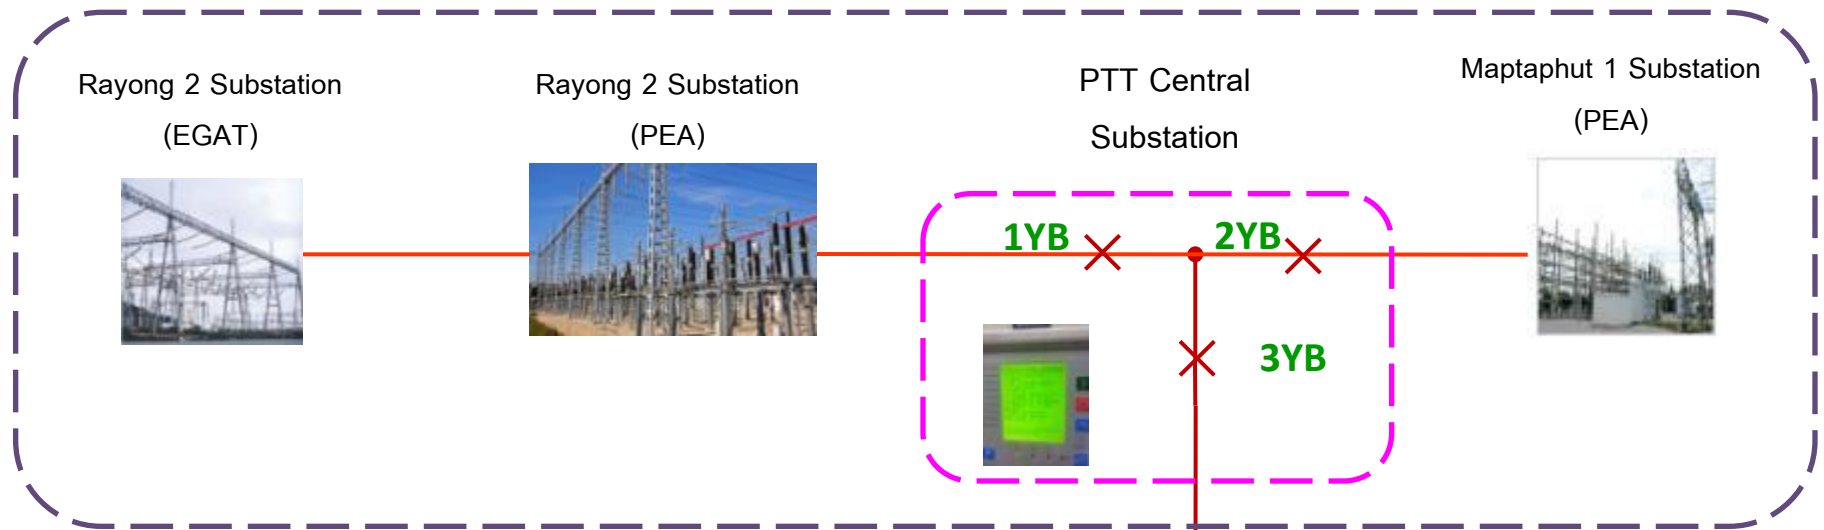 Rayong 2 Substation
(EGAT)
Rayong 2 Substation
(PEA)
PTT Central
Substation
Maptaphut 1 Substation
(PEA)
1YB
2YB
3YB